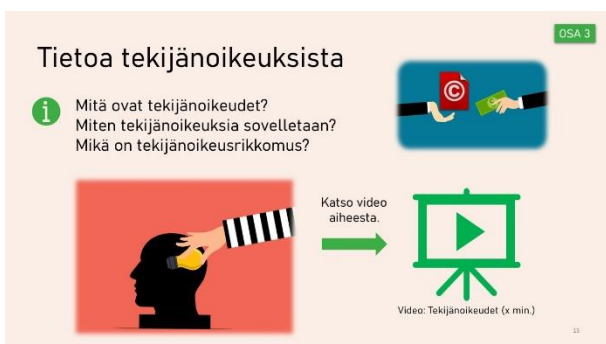 OSA 3
Tietoa tekijänoikeuksista
Mitä ovat tekijänoikeudet?
Miten tekijänoikeuksia sovelletaan?
Mikä on tekijänoikeusrikkomus?
Katso video
aiheesta.
Video: Tekijänoikeudet (x min.)
13